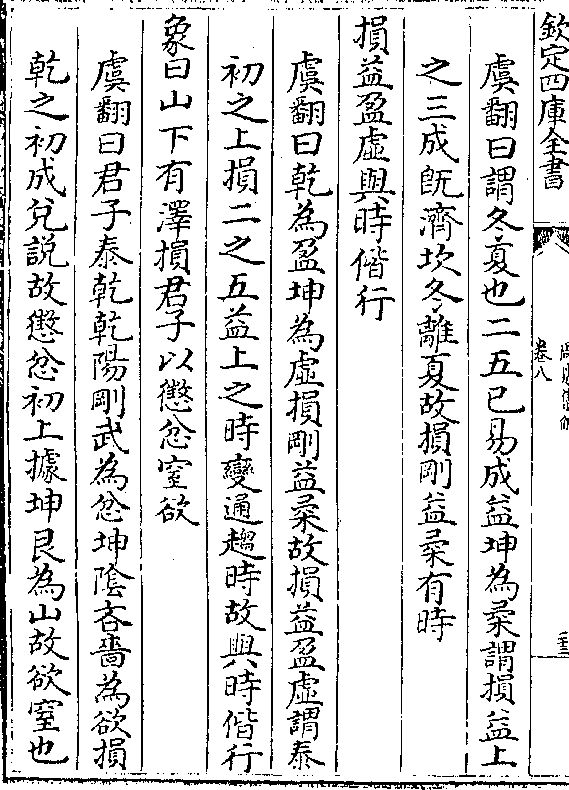 欽定四庫全書
卷八
虞翻曰謂冬夏也二五已易成益坤為柔謂損益上
之三成旣濟坎冬離夏故損剛益柔有時
損益盈虛與時偕行
虞翻曰乾為盈坤為虛損剛益柔故損益盈虛謂泰
初之上損二之五益上之時變通趨時故與時偕行
象曰山下有澤損君子以懲忿窒欲
虞翻曰君子泰乾乾陽剛武為忿坤陰吝嗇為欲損
乾之初成兌說故懲忿初上據坤艮為山故欲窒也